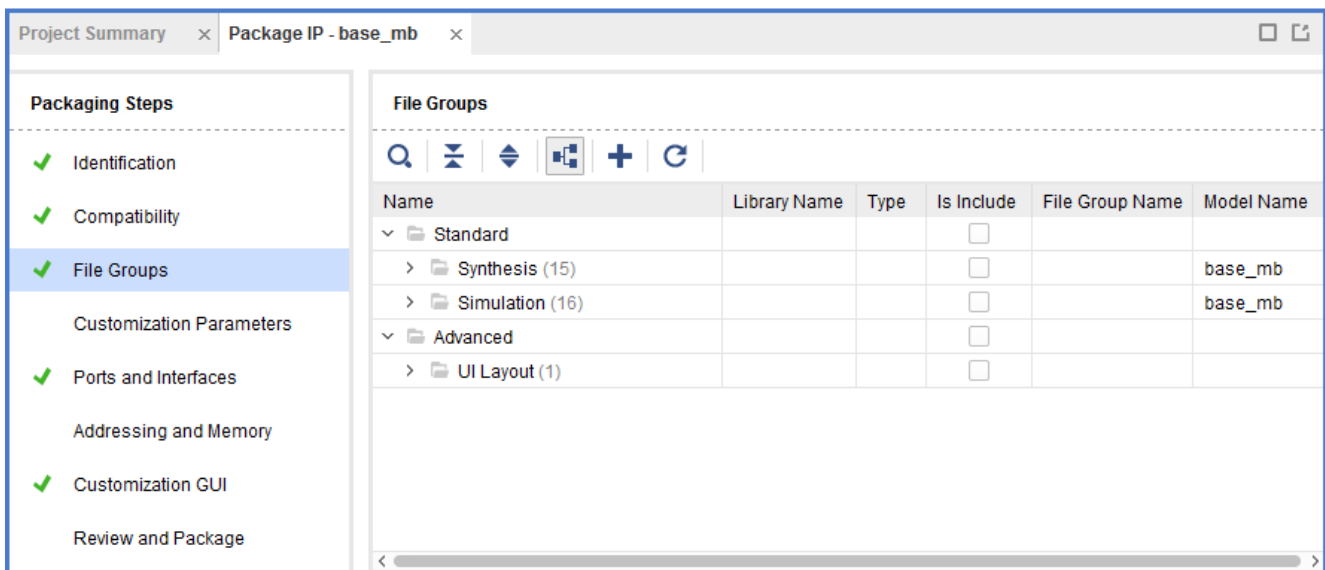 Project Summary × Package IP - base_mb ×
Packaging Steps
Identification
Compatibility
File Groups
Customization Parameters
Ports and Interfaces
Addressing and Memory
Customization GUI
Review and Package
File Groups
Name Library Name Type Is Include File Group Name Model Name
Standard
Synthesis (15) base_mb
Simulation (16) base_mb
Advanced
UI Layout (1)